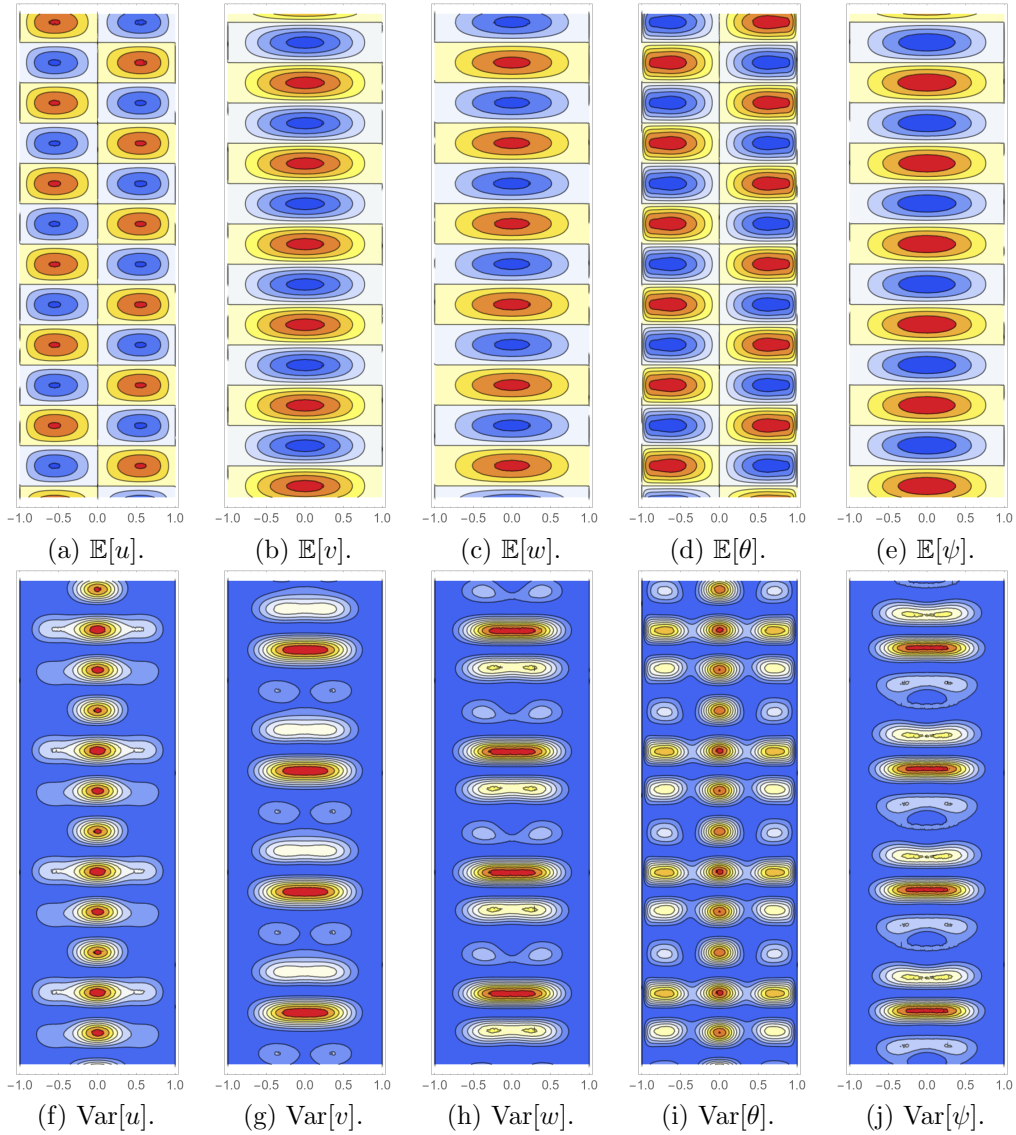 −1.0 −0.5 0.0 0.5 1.0 −1.0 −0.5 0.0 0.5 1.0 −1.0 −0.5 0.0 0.5 1.0 −1.0 −0.5 0.0 0.5 1.0 −1.0 −0.5 0.0 0.5 1.0
(a) 𝔼[u]. (b) 𝔼[v]. (c) 𝔼[w]. (d) 𝔼[θ]. (e) 𝔼[ψ].
−1.0 −0.5 0.0 0.5 1.0 −1.0 −0.5 0.0 0.5 1.0 −1.0 −0.5 0.0 0.5 1.0 −1.0 −0.5 0.0 0.5 1.0 −1.0 −0.5 0.0 0.5 1.0
(f) Var[u]. (g) Var[v]. (h) Var[w]. (i) Var[θ]. (j) Var[ψ].